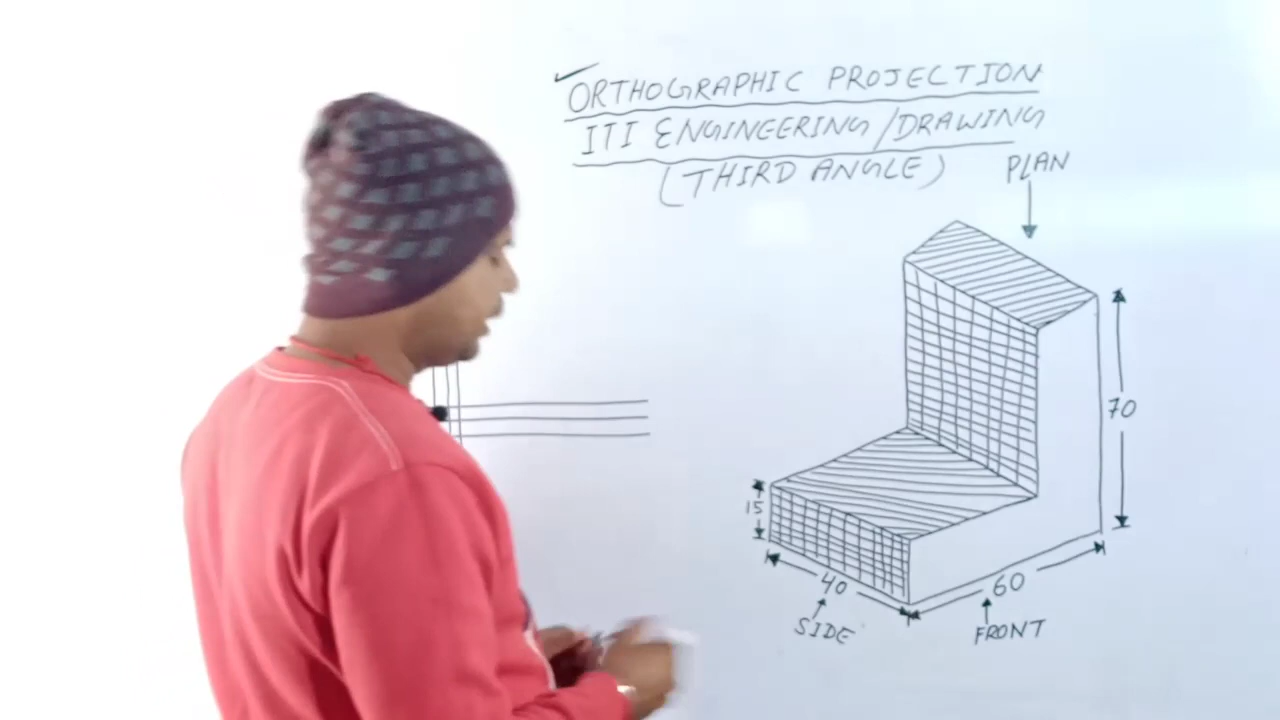 ORTHOGRAPHIC PROJECTION
ITI ENGINEERING/DRAWING
(THIRD ANGLE)
PLAN
70
15
40
60
SIDE
FRONT